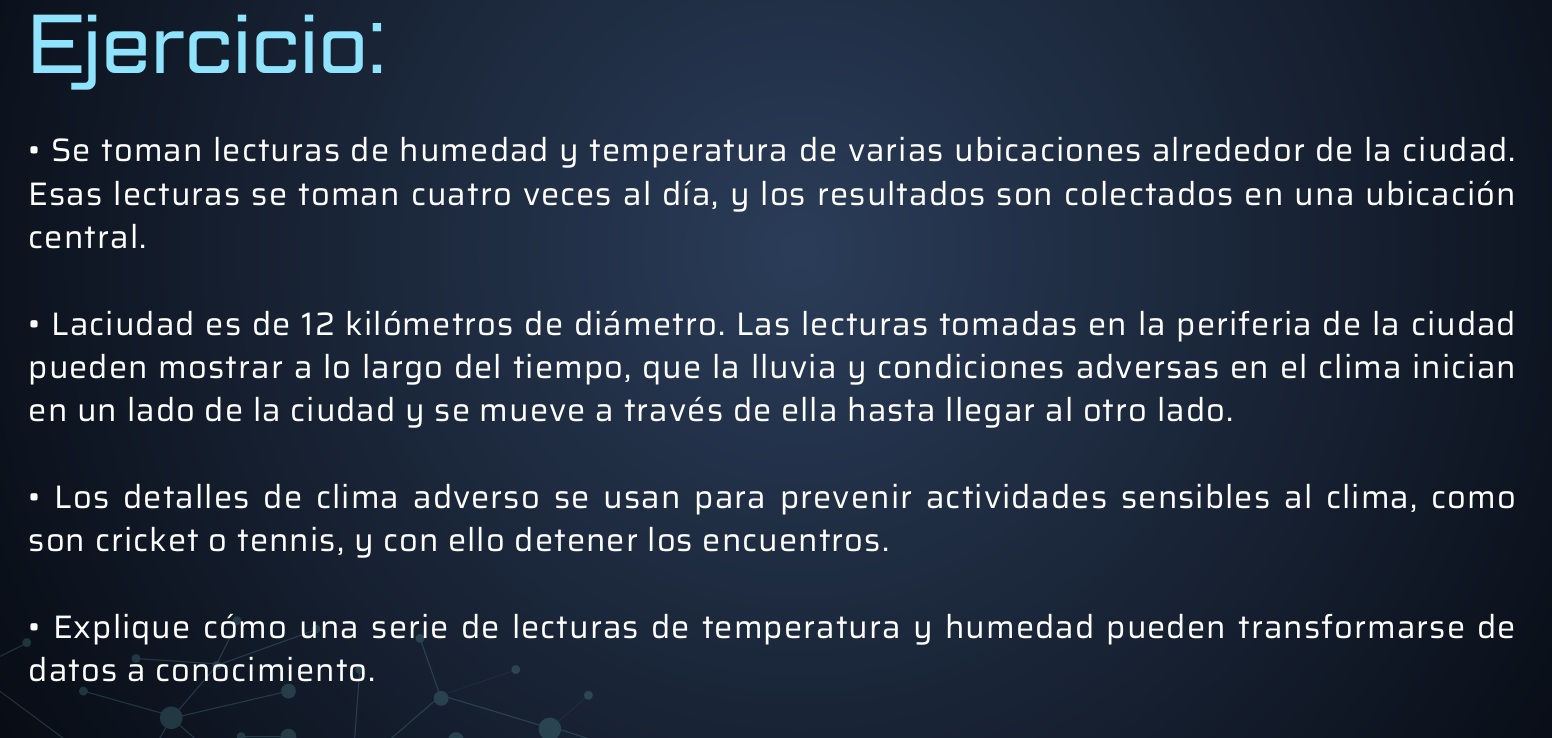 Ejercicio:
• Se toman lecturas de humedad y temperatura de varias ubicaciones alrededor de la ciudad.
Esas lecturas se toman cuatro veces al día, y los resultados son colectados en una ubicación
central.
• Laciudad es de 12 kilómetros de diámetro. Las lecturas tomadas en la periferia de la ciudad
pueden mostrar a lo largo del tiempo, que la lluvia y condiciones adversas en el clima inician
en un lado de la ciudad y se mueve a través de ella hasta llegar al otro lado.
• Los detalles de clima adverso se usan para prevenir actividades sensibles al clima, como
son cricket o tennis, y con ello detener los encuentros.
• Explique cómo una serie de lecturas de temperatura y humedad pueden transformarse de
datos a conocimiento.